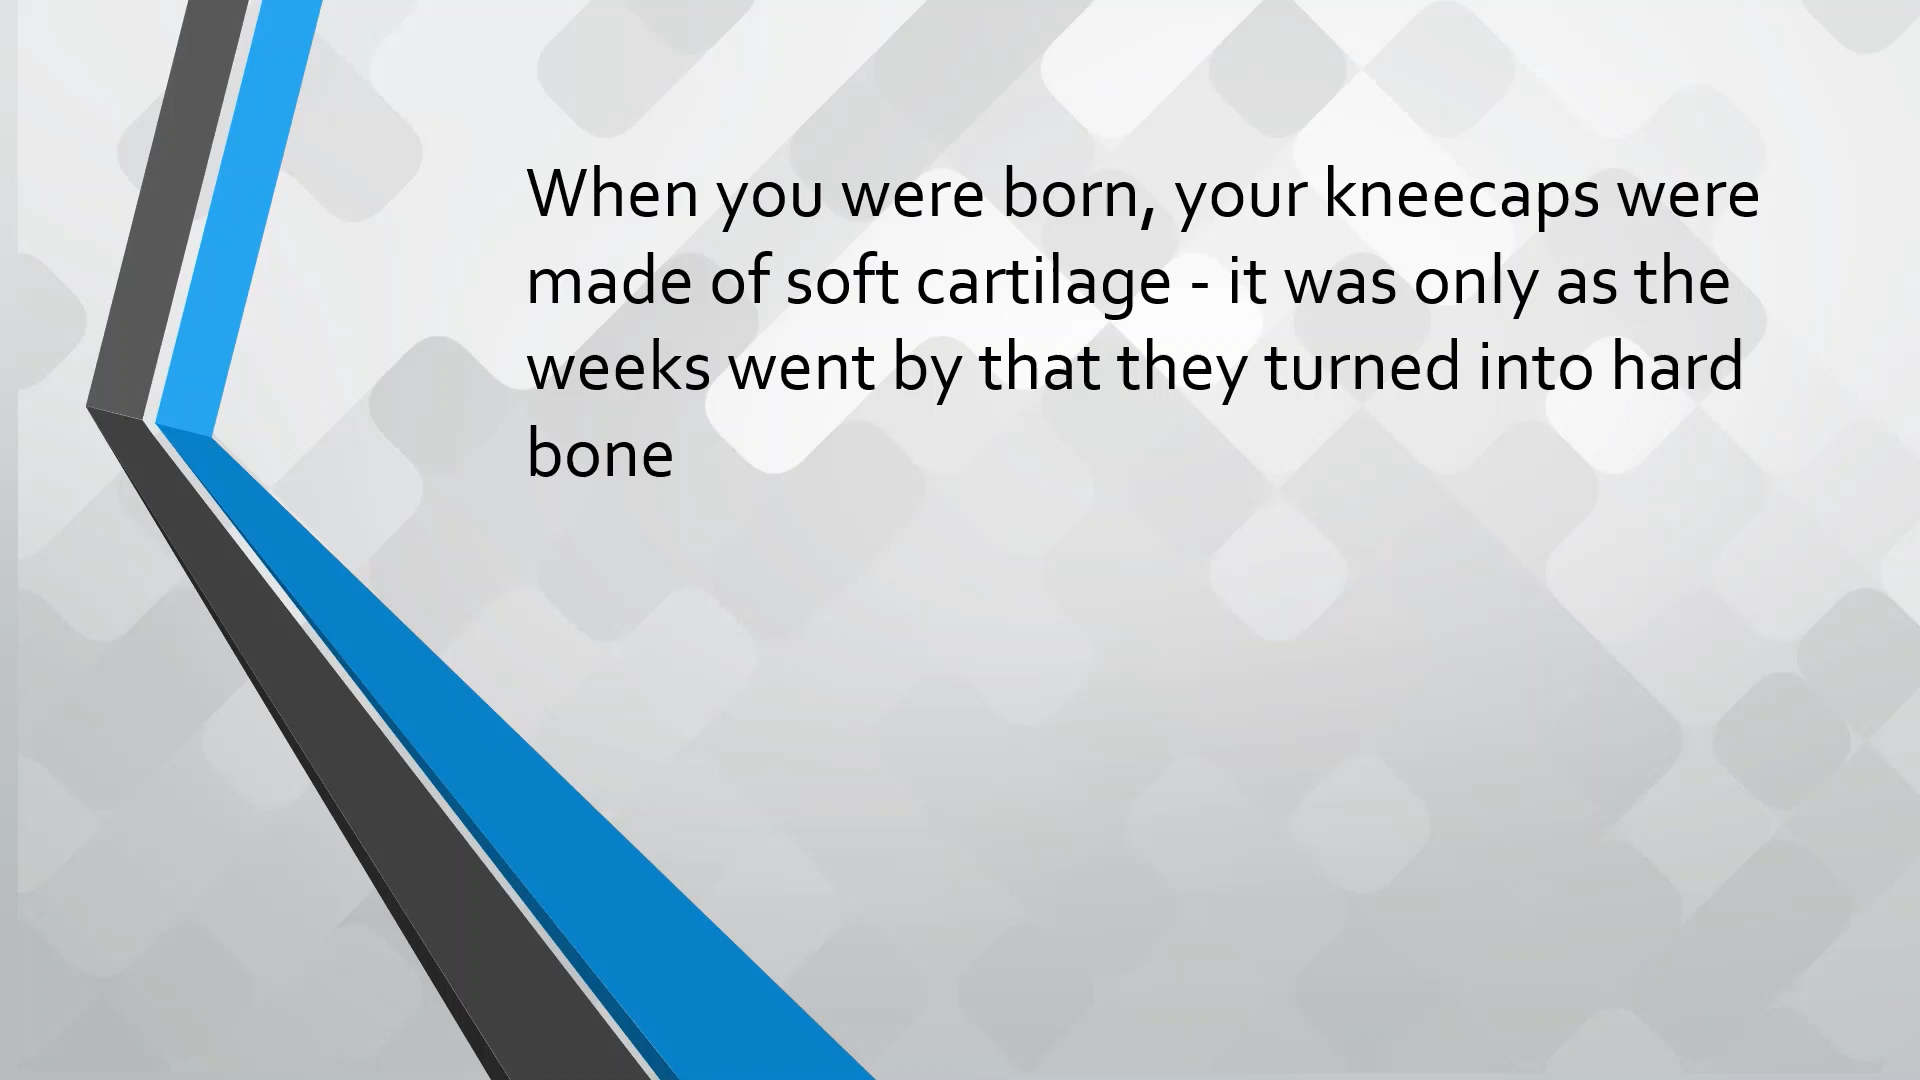 When you were born, your kneecaps were
made of soft cartilage - it was only as the
weeks went by that they turned into hard
bone